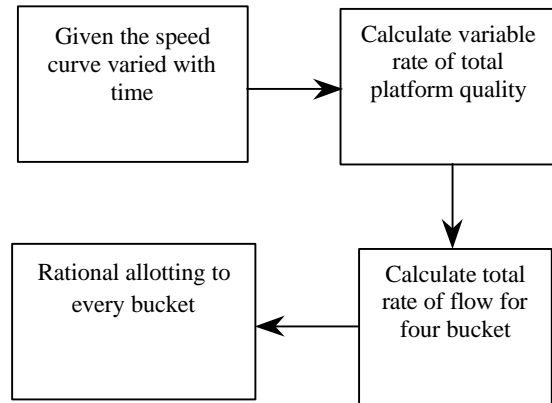 Given the speed
curve varied with
time
Calculate variable
rate of total
platform quality
Calculate total
rate of flow for
four bucket
Rational allotting to
every bucket